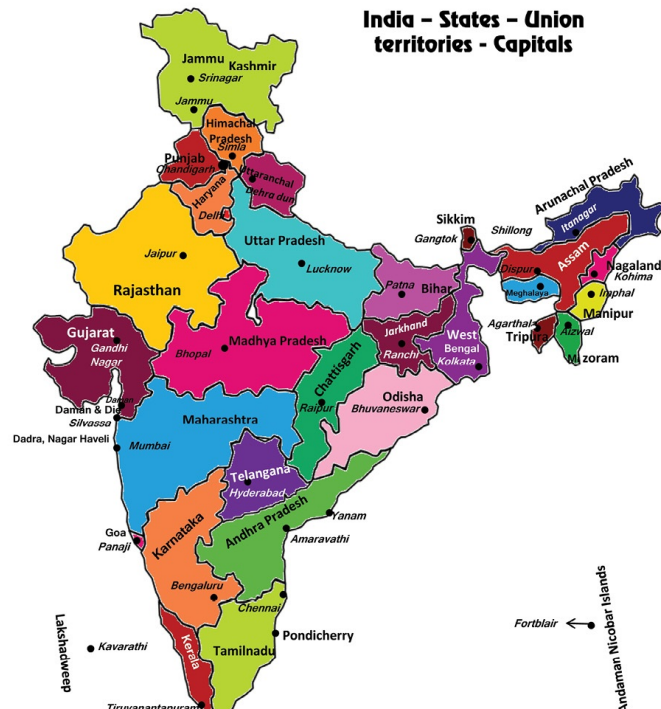 India – States – Union
territories - Capitals
Jammu
Kashmir
Srinagar
Jammu
Himachal
Pradesh
Simla
Punjab
Chandigarh
Uttaranchal
Dehra dun
Haryana
Delhi
Arunachal Pradesh
Itanagar
Sikkim
Gangtok
Shillong
Assam
Dispur
Nagaland
Kohima
Meghalaya
Imphal
Manipur
Agarthala
Tripura
Aizwal
Mizoram
Uttar Pradesh
Lucknow
Jaipur
Rajasthan
Patna
Bihar
Jarkhand
Ranchi
West
Bengal
Kolkata
Gujarat
Gandhi
Nagar
Madhya Pradesh
Bhopal
Chattisgarh
Raipur
Odisha
Bhuvaneswar
Daman
Daman & Die
Silvassa
Dadra, Nagar Haveli
Maharashtra
Mumbai
Telangana
Hyderabad
Andhra Pradesh
Yanam
Amaravathi
Goa
Panaji
Karnataka
Bengaluru
Chennai
Pondicherry
Tamilnadu
Kerala
Tiruvanantapuram
Lakshadweep
Kavarathi
Fortblair
Andaman Nicobar Islands